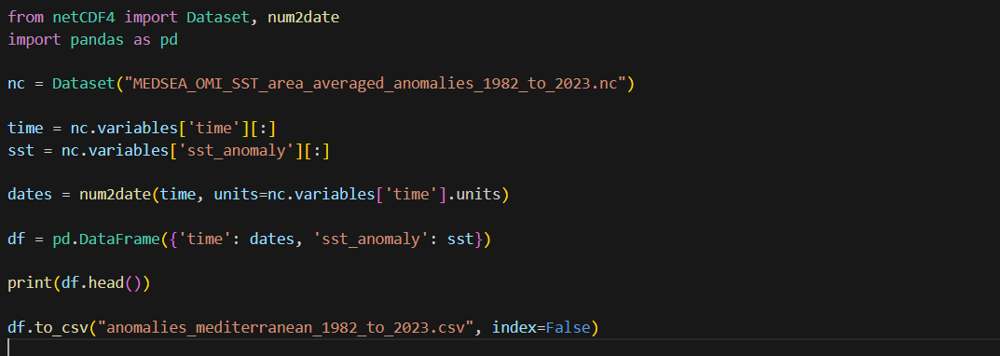 from netCDF4 import Dataset, num2date
import pandas as pd
nc = Dataset("MEDSEA_OMI_SST_area_averaged_anomalies_1982_to_2023.nc")
time = nc.variables['time'][:]
sst = nc.variables['sst_anomaly'][:]
dates = num2date(time, units=nc.variables['time'].units)
df = pd.DataFrame({'time': dates, 'sst_anomaly': sst})
print(df.head())
df.to_csv("anomalies_mediterranean_1982_to_2023.csv", index=False)